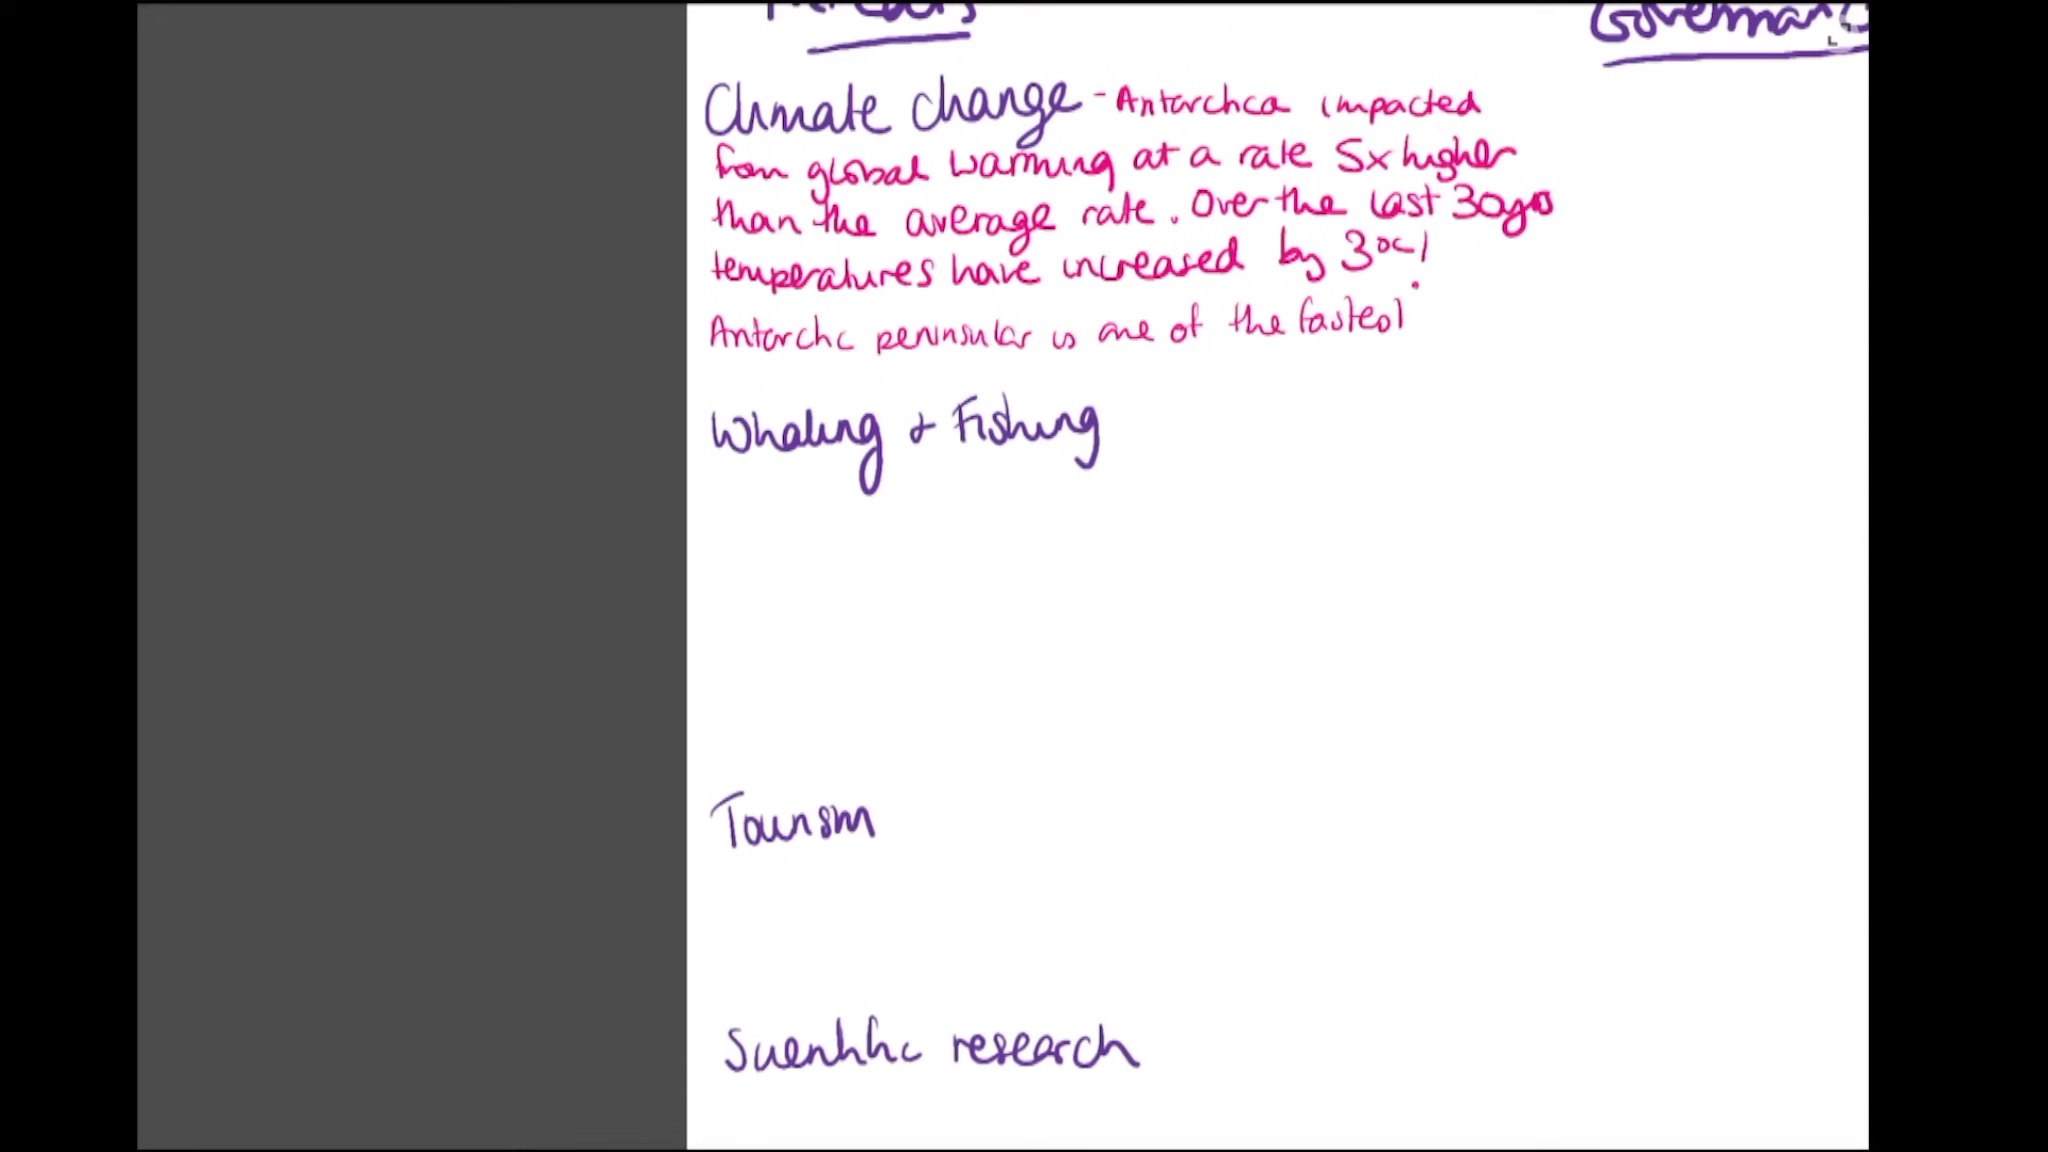 Climate change - Antarctica impacted
from global warming at a rate 5x higher
than the average rate. Over the last 30yrs
temperatures have increased by 3°C!
Antarctic peninsular is one of the fastest
Whaling & Fishing
Tourism
Scientific research